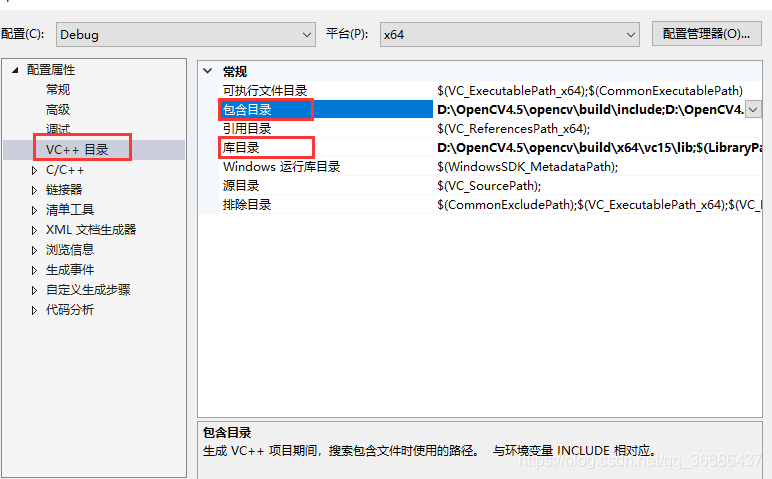 配置(C): Debug 平台(P): x64 配置管理器(O)...
配置属性
常规
高级
调试
VC++ 目录
C/C++
链接器
清单工具
XML 文档生成器
浏览信息
生成事件
自定义生成步骤
代码分析
常规
可执行文件目录 $(VC_ExecutablePath_x64);$(CommonExecutablePath)
包含目录 D:\OpenCV4.5\opencv\build\include;D:\OpenCV4.
引用目录 $(VC_ReferencesPath_x64);
库目录 D:\OpenCV4.5\opencv\build\x64\vc15\lib;$(LibraryPa
Windows 运行库目录 $(WindowsSDK_MetadataPath);
源目录 $(VC_SourcePath);
排除目录 $(CommonExcludePath);$(VC_ExecutablePath_x64);$(VC_I
包含目录
生成 VC++ 项目期间，搜索包含文件时使用的路径。 与环境变量 INCLUDE 相对应。
https://blog.csdn.net/qq_36686437